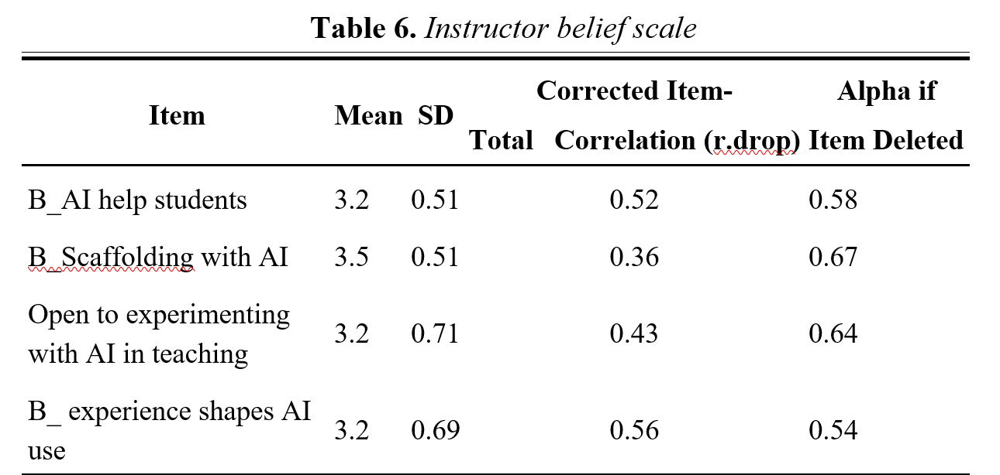 Table 6. Instructor belief scale
Item Mean SD Corrected Item- Alpha if
Total Correlation (r.drop) Item Deleted
B_AI help students 3.2 0.51 0.52 0.58
B_Scaffolding with AI 3.5 0.51 0.36 0.67
Open to experimenting
with AI in teaching 3.2 0.71 0.43 0.64
B_ experience shapes AI
use 3.2 0.69 0.56 0.54